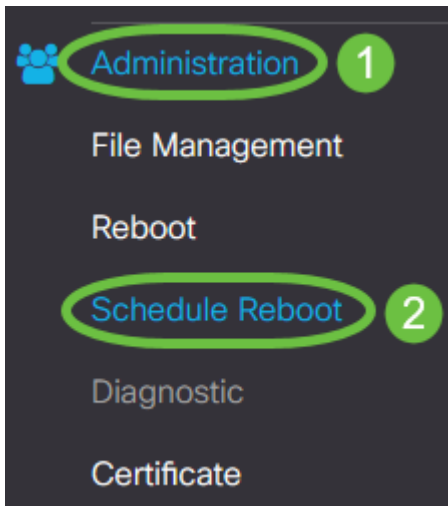 Administration 1
File Management
Reboot
Schedule Reboot 2
Diagnostic
Certificate